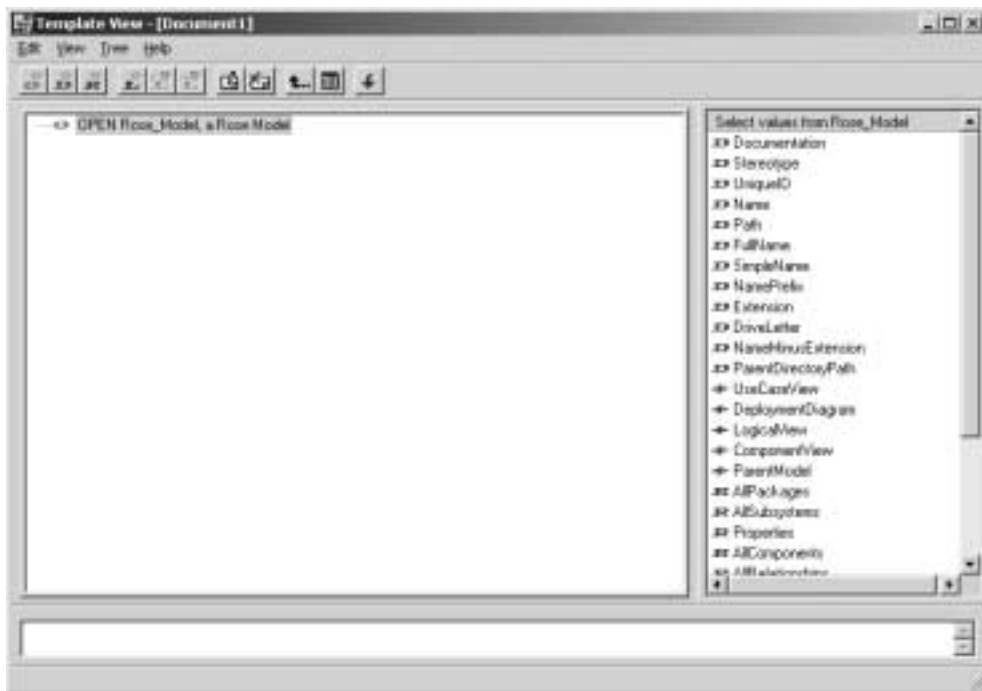 Template View - [Document1]
Edit View Tree Help
OPEN Rose_Model, a Rose Model
Select values from Rose_Model
Documentation
Stereotype
UniqueID
Name
Path
FullName
SimpleName
NamePrefix
Extension
DriveLetter
NameMinusExtension
ParentDirectoryPath
UseCaseView
DeploymentDiagram
LogicalView
ComponentView
ParentModel
AllPackages
AllSubsystems
Properties
AllComponents
AllRelationships